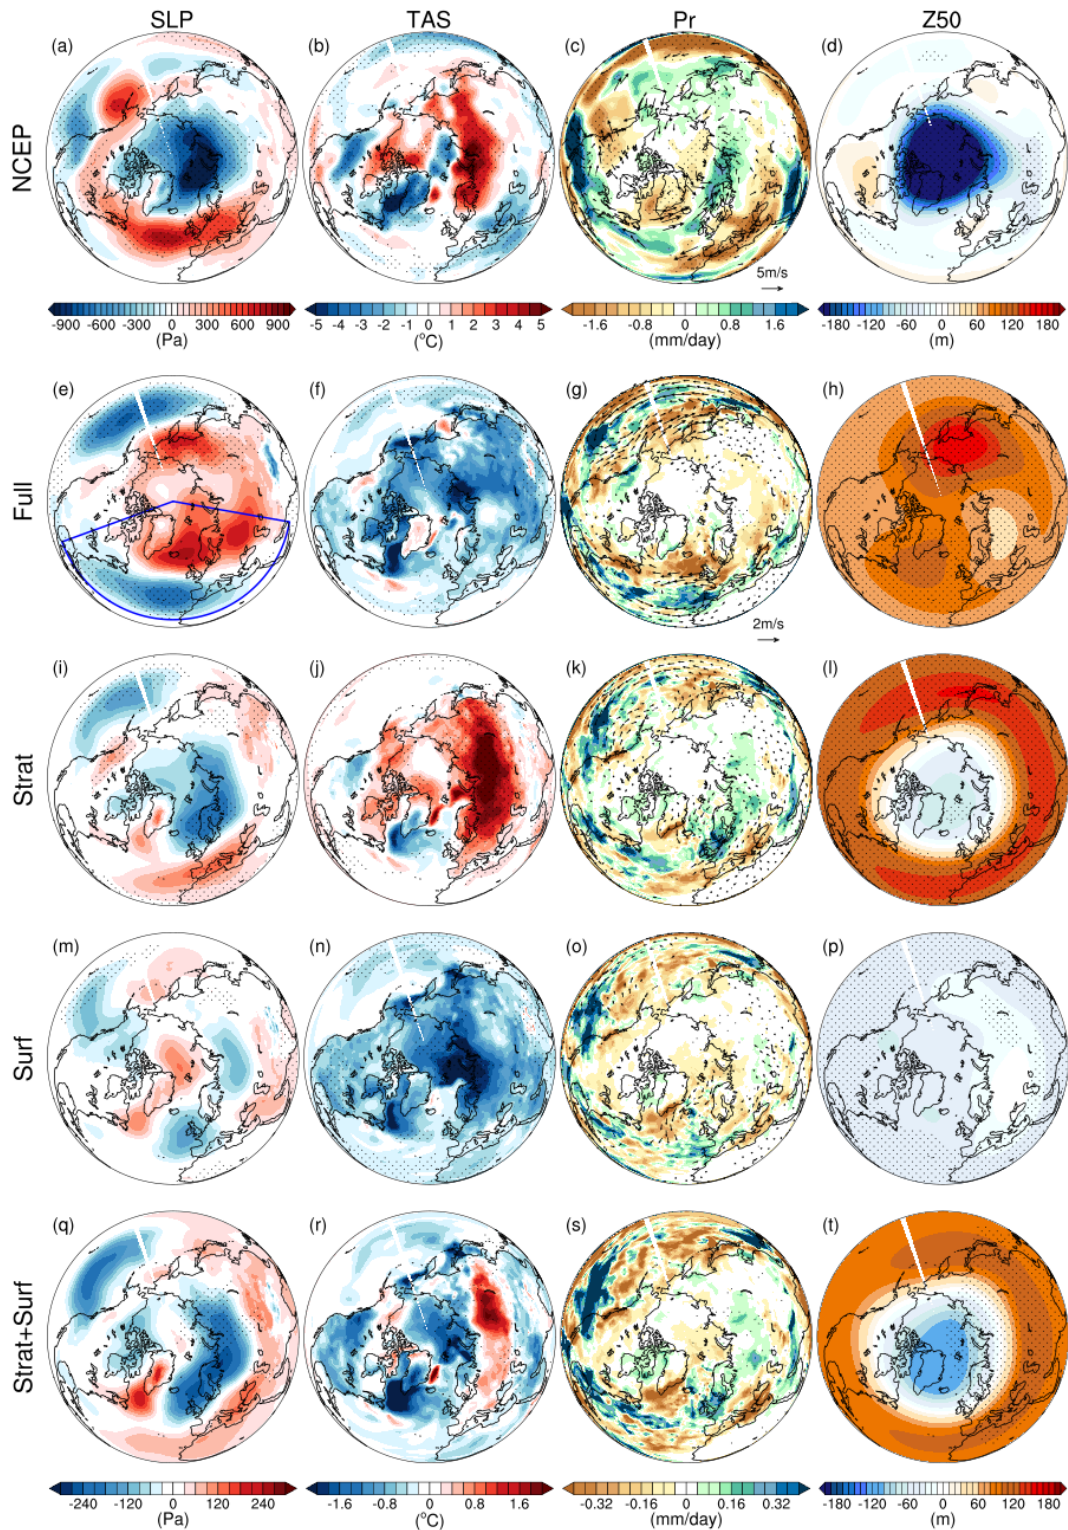 SLP TAS Pr Z50
(a) (b) (c) (d)
NCEP
5m/s
-900 -600 -300 0 300 600 900
(Pa)
-5 -4 -3 -2 -1 0 1 2 3 4 5
(°C)
-1.6 -0.8 0 0.8 1.6
(mm/day)
-180 -120 -60 0 60 120 180
(m)
(e) (f) (g) (h)
Full
2m/s
(i) (j) (k) (l)
Strat
(m) (n) (o) (p)
Surf
(q) (r) (s) (t)
Strat+Surf
-240 -120 0 120 240
(Pa)
-1.6 -0.8 0 0.8 1.6
(°C)
-0.32 -0.16 0 0.16 0.32
(mm/day)
-180 -120 -60 0 60 120 180
(m)